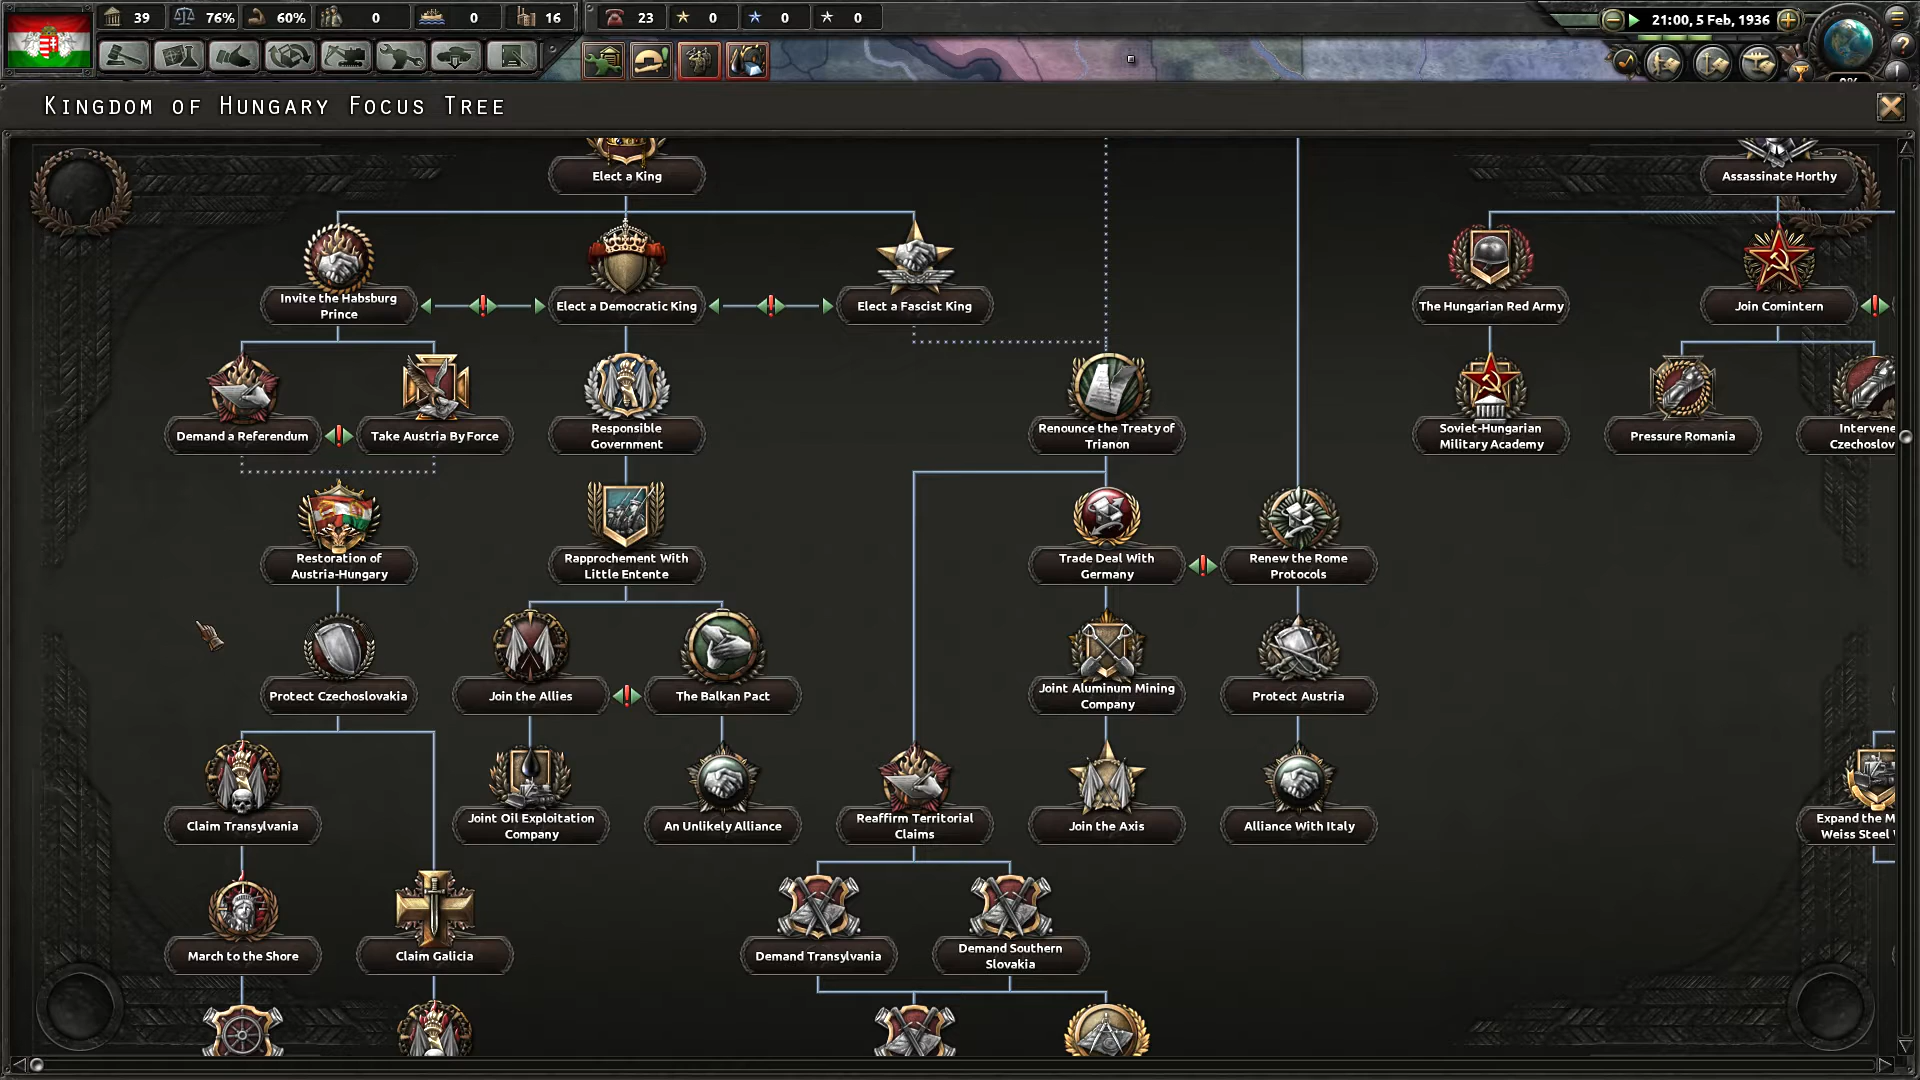 39
76%
60%
0
0
16
23
0
0
0
21:00, 5 Feb, 1936
Kingdom of Hungary Focus Tree
Elect a King
Assassinate Horthy
Invite the Habsburg
Prince
Elect a Democratic King
Elect a Fascist King
The Hungarian Red Army
Join Comintern
Demand a Referendum
Take Austria By Force
Responsible
Government
Renounce the Treaty of
Trianon
Soviet-Hungarian
Military Academy
Pressure Romania
Intervene
Czechoslov
Restoration of
Austria-Hungary
Rapprochement With
Little Entente
Trade Deal With
Germany
Renew the Rome
Protocols
Protect Czechoslovakia
Join the Allies
The Balkan Pact
Joint Aluminum Mining
Company
Protect Austria
Claim Transylvania
Joint Oil Exploitation
Company
An Unlikely Alliance
Reaffirm Territorial
Claims
Join the Axis
Alliance With Italy
Expand the M
Weiss Steel
March to the Shore
Claim Galicia
Demand Transylvania
Demand Southern
Slovakia